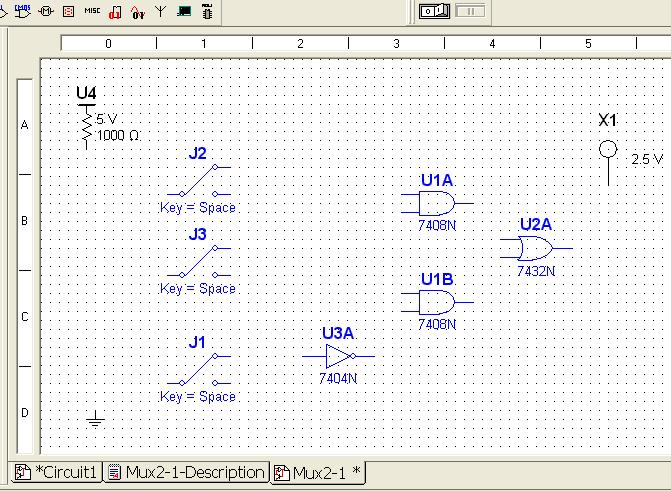 CMOS M MISC
0 1 2 3 4 5
A
B
C
D
U4
5 V
1000 Ω
X1
2.5 V
J2
Key = Space
J3
Key = Space
J1
Key = Space
U1A
7408N
U2A
7432N
U1B
7408N
U3A
7404N
*Circuit1 Mux2-1-Description Mux2-1 *